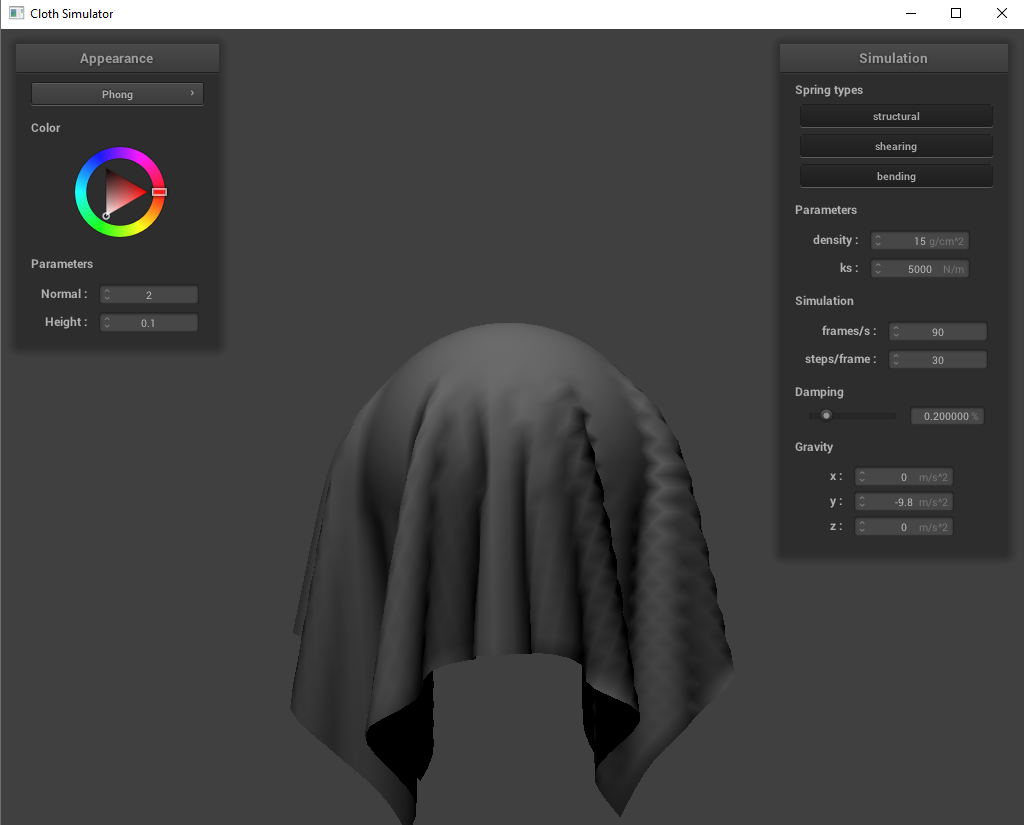 Cloth Simulator
Appearance
Phong
Color
Parameters
Normal : 2
Height : 0.1
Simulation
Spring types
structural
shearing
bending
Parameters
density : 15 g/cm^2
ks : 5000 N/m
Simulation
frames/s : 90
steps/frame : 30
Damping
0.200000 %
Gravity
x : 0 m/s^2
y : -9.8 m/s^2
z : 0 m/s^2